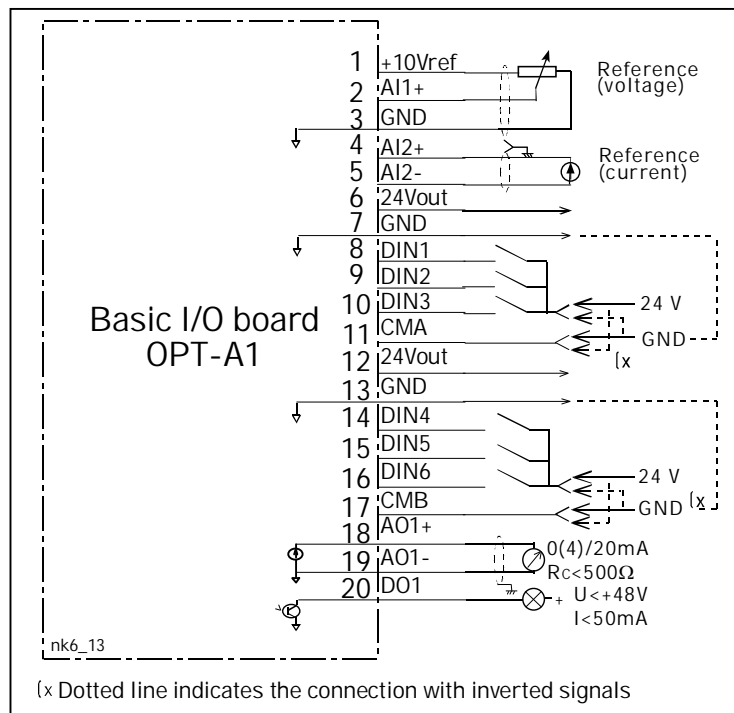 1 +10Vref
2 AI1+
3 GND
4 AI2+
5 AI2-
6 24Vout
7 GND
8 DIN1
9 DIN2
10 DIN3
11 CMA
12 24Vout
13 GND
14 DIN4
15 DIN5
16 DIN6
17 CMB
18 AO1+
19 AO1-
20 DO1
Basic I/O board
OPT-A1
Reference
(voltage)
Reference
(current)
24 V
GND
(x
24 V
GND (x
0(4)/20mA
RC<500Ω
+ U<+48V
I<50mA
nk6_13
(x Dotted line indicates the connection with inverted signals